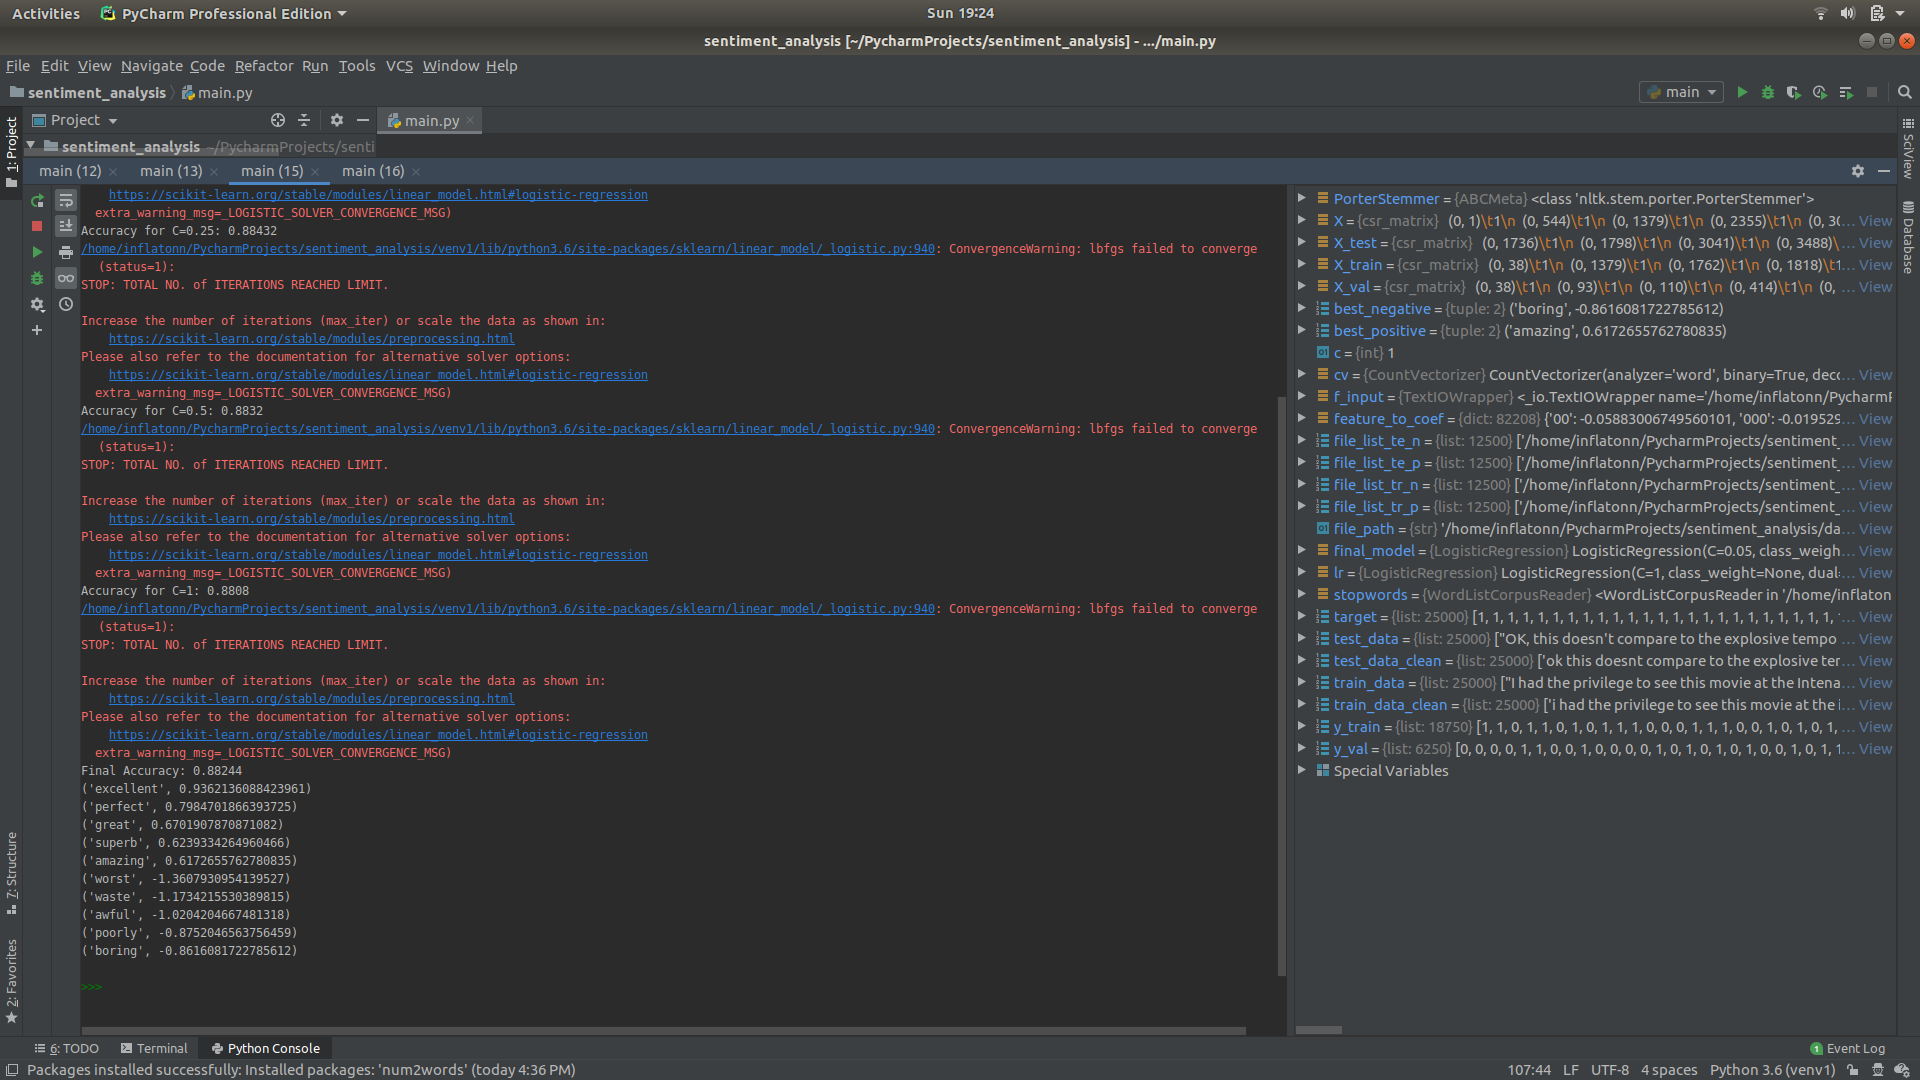 Activities PyCharm Professional Edition Sun 19:24
sentiment_analysis [~/PycharmProjects/sentiment_analysis] - .../main.py
File Edit View Navigate Code Refactor Run Tools VCS Window Help
sentiment_analysis main.py main
Project main.py
sentiment_analysis ~/PycharmProjects/senti
main (12) main (13) main (15) main (16)
1: Project
7: Structure
2: Favorites
https://scikit-learn.org/stable/modules/linear_model.html#logistic-regression
extra_warning_msg=_LOGISTIC_SOLVER_CONVERGENCE_MSG)
Accuracy for C=0.25: 0.88432
/home/inflatonn/PycharmProjects/sentiment_analysis/venv1/lib/python3.6/site-packages/sklearn/linear_model/_logistic.py:940: ConvergenceWarning: lbfgs failed to converge
(status=1):
STOP: TOTAL NO. of ITERATIONS REACHED LIMIT.
Increase the number of iterations (max_iter) or scale the data as shown in:
https://scikit-learn.org/stable/modules/preprocessing.html
Please also refer to the documentation for alternative solver options:
https://scikit-learn.org/stable/modules/linear_model.html#logistic-regression
extra_warning_msg=_LOGISTIC_SOLVER_CONVERGENCE_MSG)
Accuracy for C=0.5: 0.8832
/home/inflatonn/PycharmProjects/sentiment_analysis/venv1/lib/python3.6/site-packages/sklearn/linear_model/_logistic.py:940: ConvergenceWarning: lbfgs failed to converge
(status=1):
STOP: TOTAL NO. of ITERATIONS REACHED LIMIT.
Increase the number of iterations (max_iter) or scale the data as shown in:
https://scikit-learn.org/stable/modules/preprocessing.html
Please also refer to the documentation for alternative solver options:
https://scikit-learn.org/stable/modules/linear_model.html#logistic-regression
extra_warning_msg=_LOGISTIC_SOLVER_CONVERGENCE_MSG)
Accuracy for C=1: 0.8808
/home/inflatonn/PycharmProjects/sentiment_analysis/venv1/lib/python3.6/site-packages/sklearn/linear_model/_logistic.py:940: ConvergenceWarning: lbfgs failed to converge
(status=1):
STOP: TOTAL NO. of ITERATIONS REACHED LIMIT.
Increase the number of iterations (max_iter) or scale the data as shown in:
https://scikit-learn.org/stable/modules/preprocessing.html
Please also refer to the documentation for alternative solver options:
https://scikit-learn.org/stable/modules/linear_model.html#logistic-regression
extra_warning_msg=_LOGISTIC_SOLVER_CONVERGENCE_MSG)
Final Accuracy: 0.88244
('excellent', 0.9362136088423961)
('perfect', 0.7984701866393725)
('great', 0.6701907870871082)
('superb', 0.6239334264960466)
('amazing', 0.6172655762780835)
('worst', -1.3607930954139527)
('waste', -1.1734215530389815)
('awful', -1.0204204667481318)
('poorly', -0.8752046563756459)
('boring', -0.8616081722785612)
>>>
PorterStemmer = {ABCMeta} <class 'nltk.stem.porter.PorterStemmer'>
X = {csr_matrix} (0, 1)\t1\n (0, 544)\t1\n (0, 1379)\t1\n (0, 2355)\t1\n (0, 30... View
X_test = {csr_matrix} (0, 1736)\t1\n (0, 1798)\t1\n (0, 3041)\t1\n (0, 3488)\... View
X_train = {csr_matrix} (0, 38)\t1\n (0, 1379)\t1\n (0, 1762)\t1\n (0, 1818)\t1... View
X_val = {csr_matrix} (0, 38)\t1\n (0, 93)\t1\n (0, 110)\t1\n (0, 414)\t1\n (0, ... View
best_negative = {tuple: 2} ('boring', -0.8616081722785612)
best_positive = {tuple: 2} ('amazing', 0.6172655762780835)
c = {int} 1
cv = {CountVectorizer} CountVectorizer(analyzer='word', binary=True, deco... View
f_input = {TextIOWrapper} <_io.TextIOWrapper name='/home/inflatonn/PycharmP
feature_to_coef = {dict: 82208} {'00': -0.05883006749560101, '000': -0.019529... View
file_list_te_n = {list: 12500} ['/home/inflatonn/PycharmProjects/sentiment_... View
file_list_te_p = {list: 12500} ['/home/inflatonn/PycharmProjects/sentiment_... View
file_list_tr_n = {list: 12500} ['/home/inflatonn/PycharmProjects/sentiment_... View
file_list_tr_p = {list: 12500} ['/home/inflatonn/PycharmProjects/sentiment_... View
file_path = {str} '/home/inflatonn/PycharmProjects/sentiment_analysis/da... View
final_model = {LogisticRegression} LogisticRegression(C=0.05, class_weigh... View
lr = {LogisticRegression} LogisticRegression(C=1, class_weight=None, dual... View
stopwords = {WordListCorpusReader} <WordListCorpusReader in '/home/inflaton
target = {list: 25000} [1, 1, 1, 1, 1, 1, 1, 1, 1, 1, 1, 1, 1, 1, 1, 1, 1, 1, 1, 1, ... View
test_data = {list: 25000} ["OK, this doesn't compare to the explosive tempo ... View
test_data_clean = {list: 25000} ['ok this doesnt compare to the explosive ter... View
train_data = {list: 25000} ["I had the privilege to see this movie at the Intena... View
train_data_clean = {list: 25000} ['i had the privilege to see this movie at the i... View
y_train = {list: 18750} [1, 1, 0, 1, 1, 0, 1, 0, 1, 1, 1, 0, 0, 0, 1, 1, 1, 0, 0, 1, 0, 1, 0, 1, ... View
y_val = {list: 6250} [0, 0, 0, 0, 1, 1, 0, 0, 1, 0, 0, 0, 0, 1, 0, 1, 0, 1, 0, 1, 0, 0, 1, 0, 1, 1... View
Special Variables
SciView
Database
6: TODO Terminal Python Console 1 Event Log
Packages installed successfully: Installed packages: 'num2words' (today 4:36 PM) 107:44 LF UTF-8 4 spaces Python 3.6 (venv1)